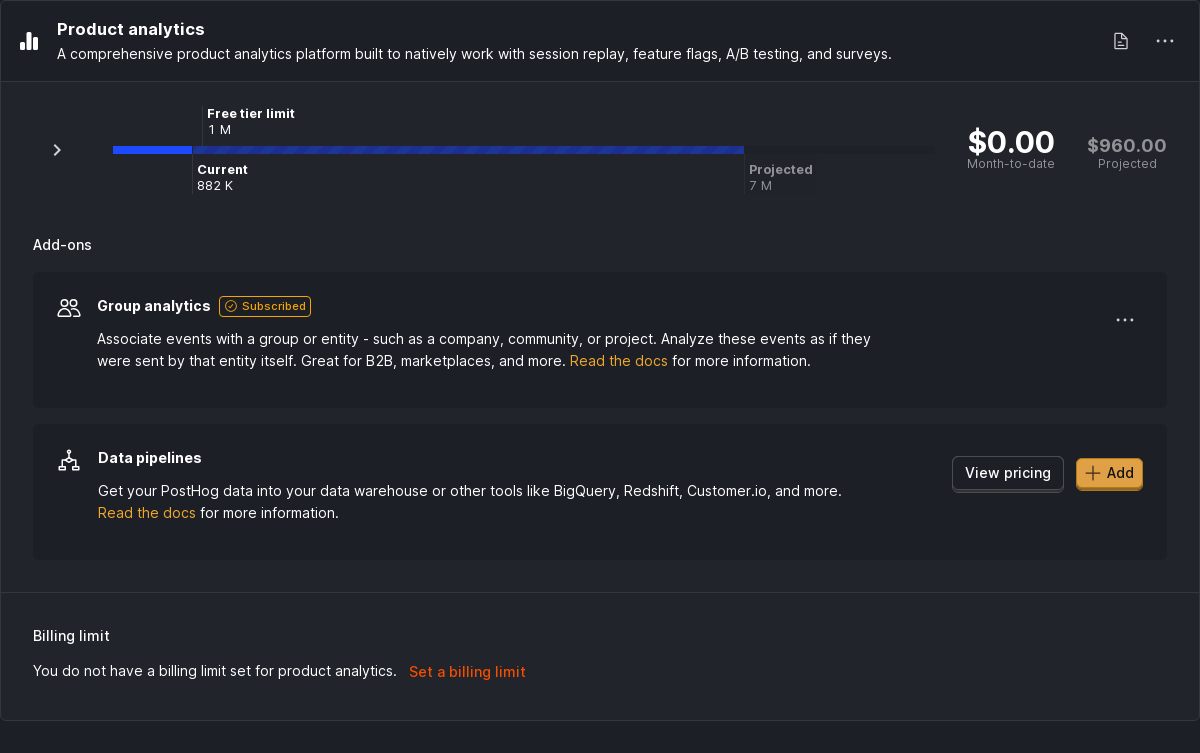 Product analytics
A comprehensive product analytics platform built to natively work with session replay, feature flags, A/B testing, and surveys.
Free tier limit
1 M
Current
882 K
Projected
7 M
$0.00
Month-to-date
$960.00
Projected
Add-ons
Group analytics Subscribed
Associate events with a group or entity - such as a company, community, or project. Analyze these events as if they
were sent by that entity itself. Great for B2B, marketplaces, and more. Read the docs for more information.
Data pipelines
Get your PostHog data into your data warehouse or other tools like BigQuery, Redshift, Customer.io, and more.
Read the docs for more information.
View pricing
Add
Billing limit
You do not have a billing limit set for product analytics. Set a billing limit